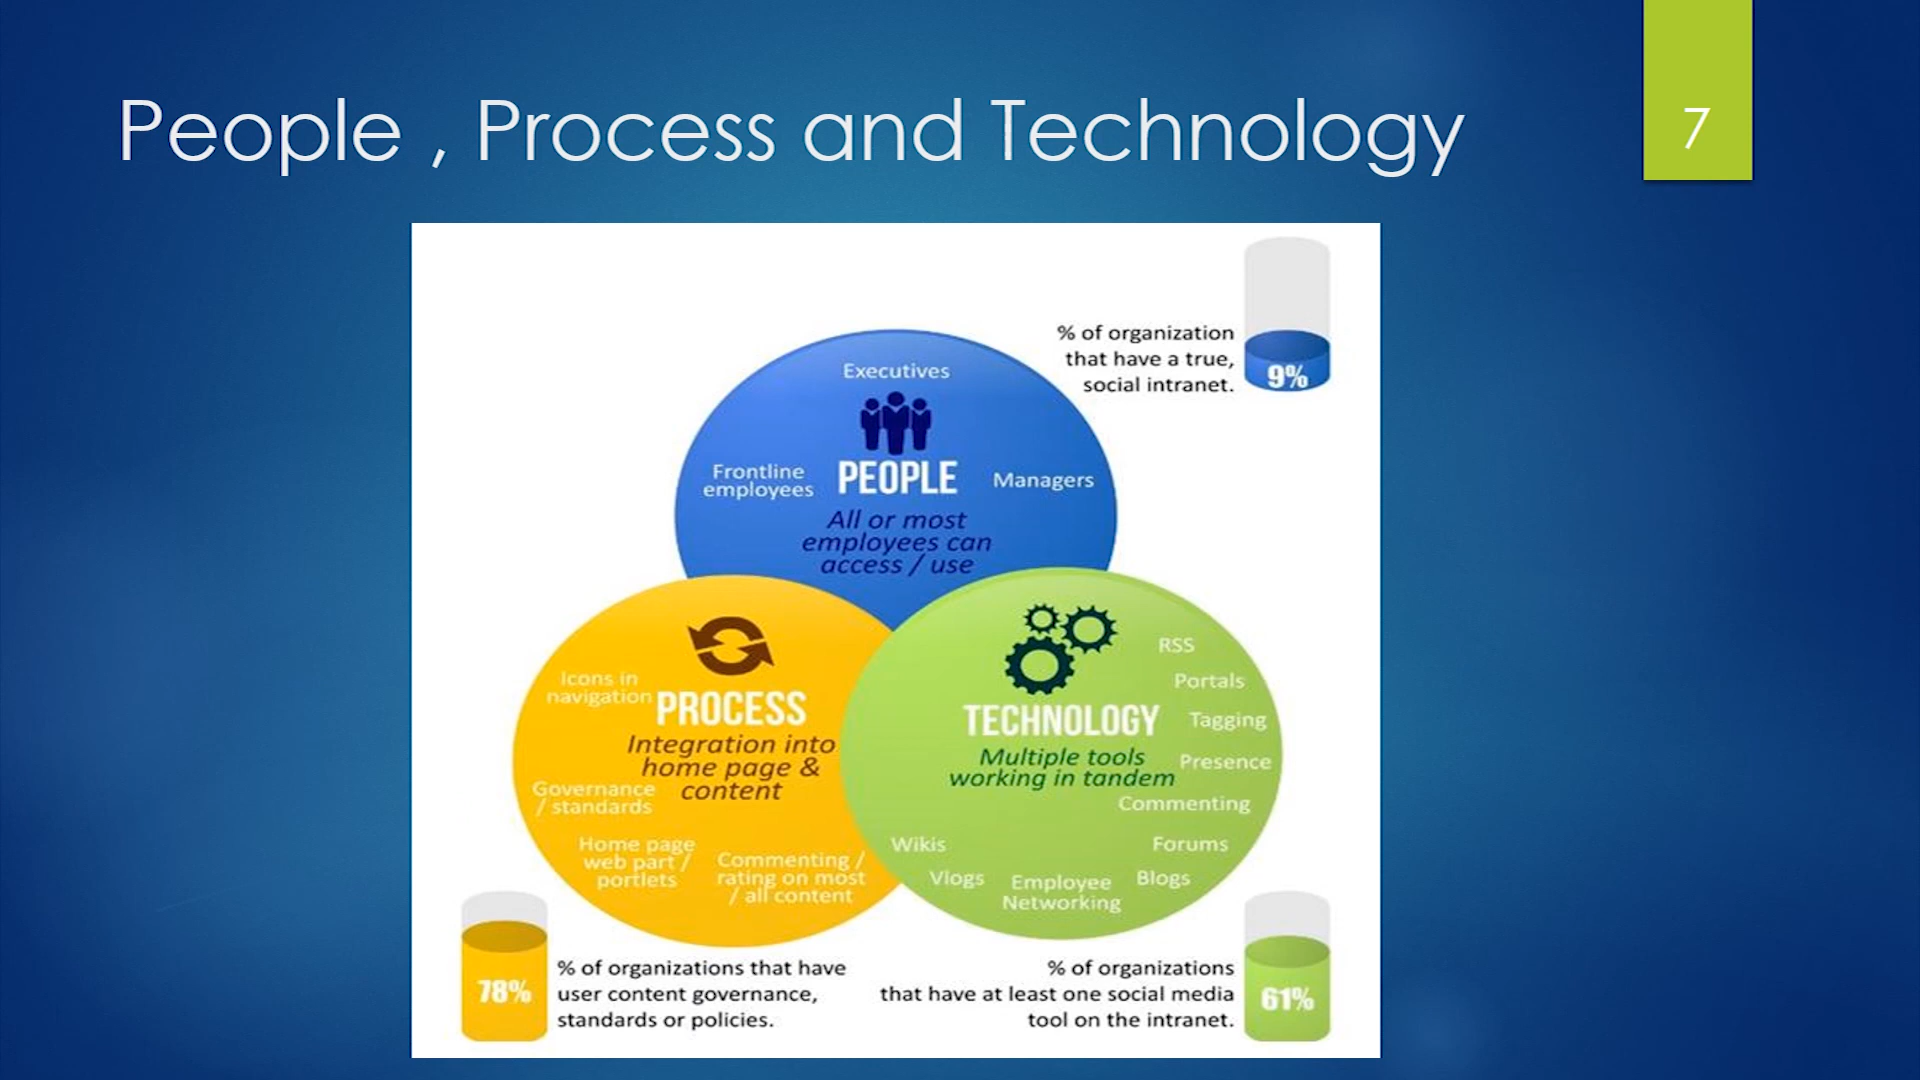 People , Process and Technology
7
% of organization
that have a true,
social intranet.
9%
Executives
Frontline
employees
PEOPLE
Managers
All or most
employees can
access / use
Icons in
navigation
PROCESS
Integration into
home page &
content
Governance
/ standards
Home page
web part /
portlets
Commenting /
rating on most
/ all content
RSS
Portals
TECHNOLOGY
Tagging
Multiple tools
working in tandem
Presence
Commenting
Wikis
Forums
Vlogs
Employee
Networking
Blogs
78%
% of organizations that have
user content governance,
standards or policies.
% of organizations
that have at least one social media
tool on the intranet.
61%